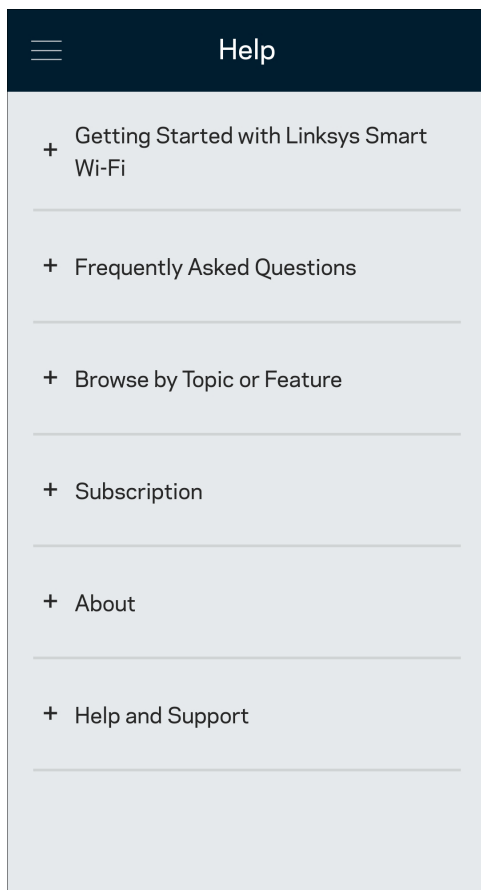 Help
+ Getting Started with Linksys Smart
Wi-Fi
+ Frequently Asked Questions
+ Browse by Topic or Feature
+ Subscription
+ About
+ Help and Support